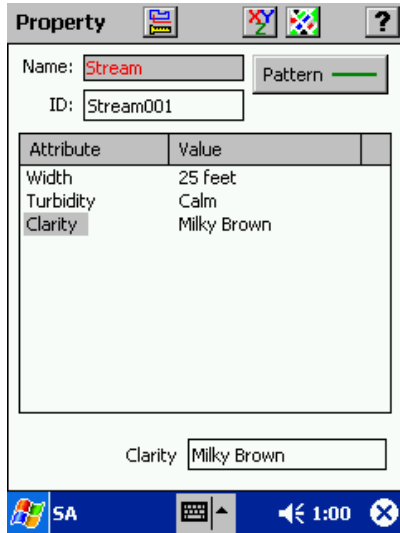 Property XY Z ?
Name: Stream Pattern
ID: Stream001
Attribute Value
Width 25 feet
Turbidity Calm
Clarity Milky Brown
Clarity Milky Brown
SA 1:00